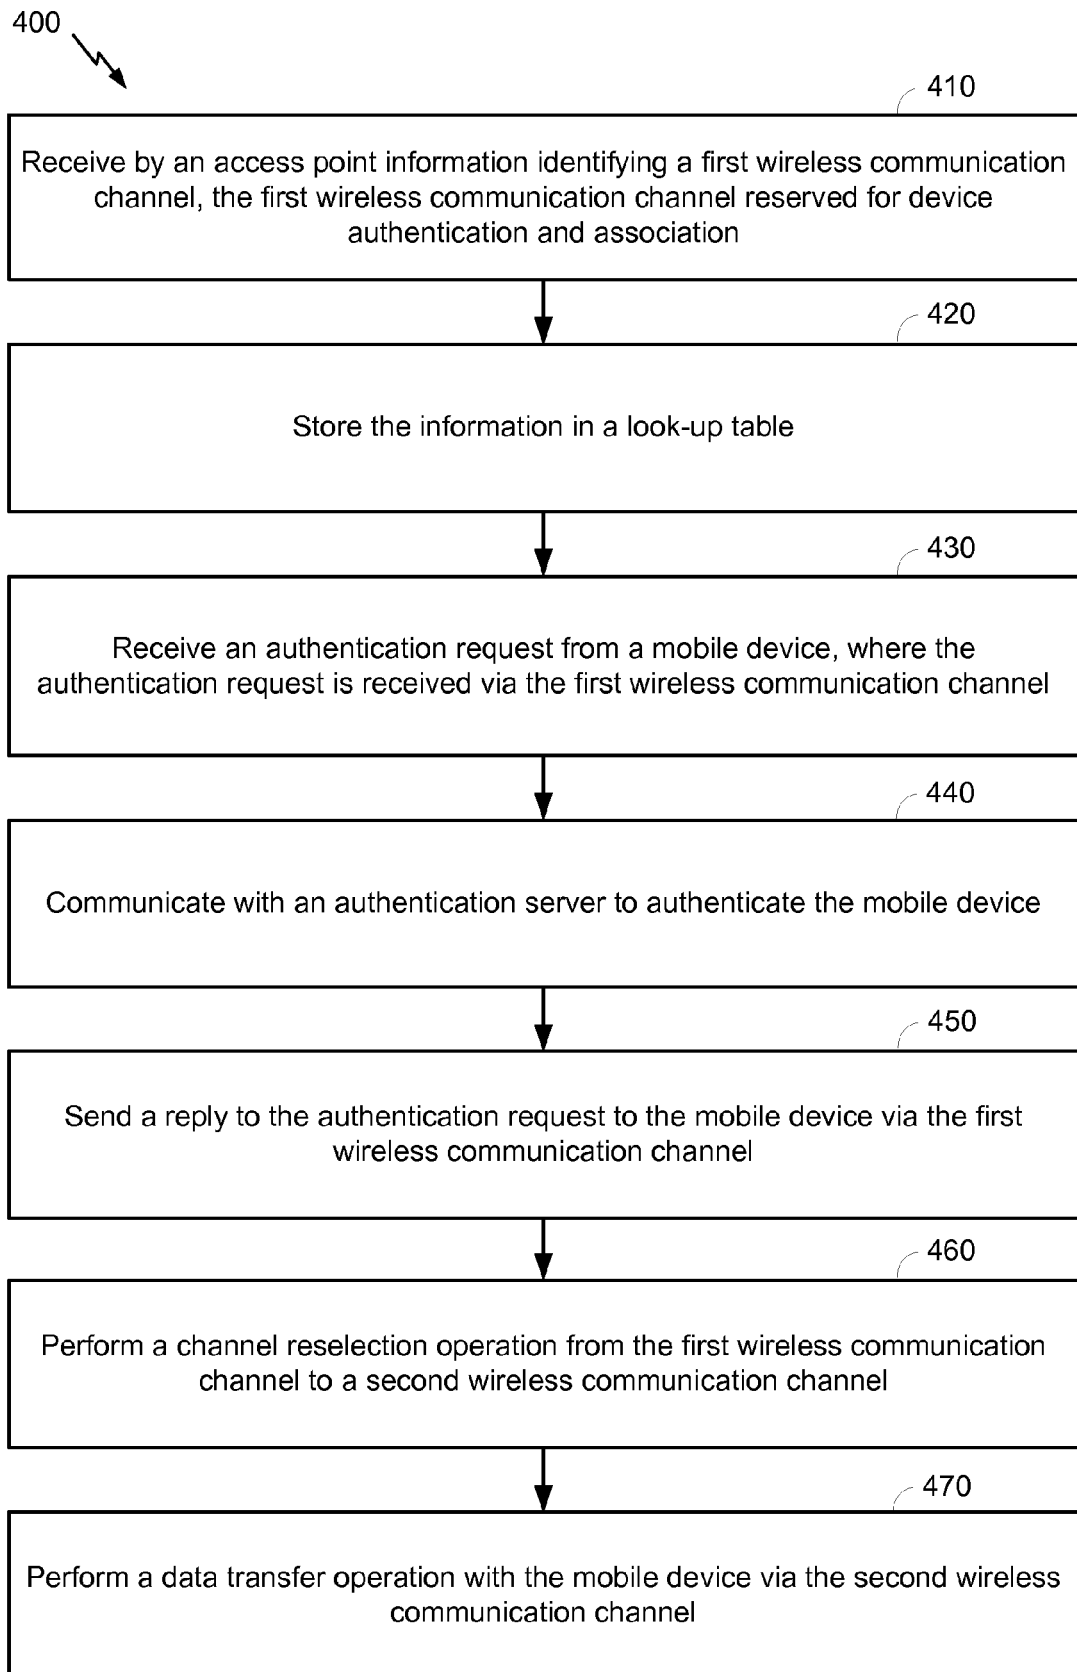 400
410
Receive by an access point information identifying a first wireless communication
channel, the first wireless communication channel reserved for device
authentication and association
420
Store the information in a look-up table
430
Receive an authentication request from a mobile device, where the
authentication request is received via the first wireless communication channel
440
Communicate with an authentication server to authenticate the mobile device
450
Send a reply to the authentication request to the mobile device via the first
wireless communication channel
460
Perform a channel reselection operation from the first wireless communication
channel to a second wireless communication channel
470
Perform a data transfer operation with the mobile device via the second wireless
communication channel